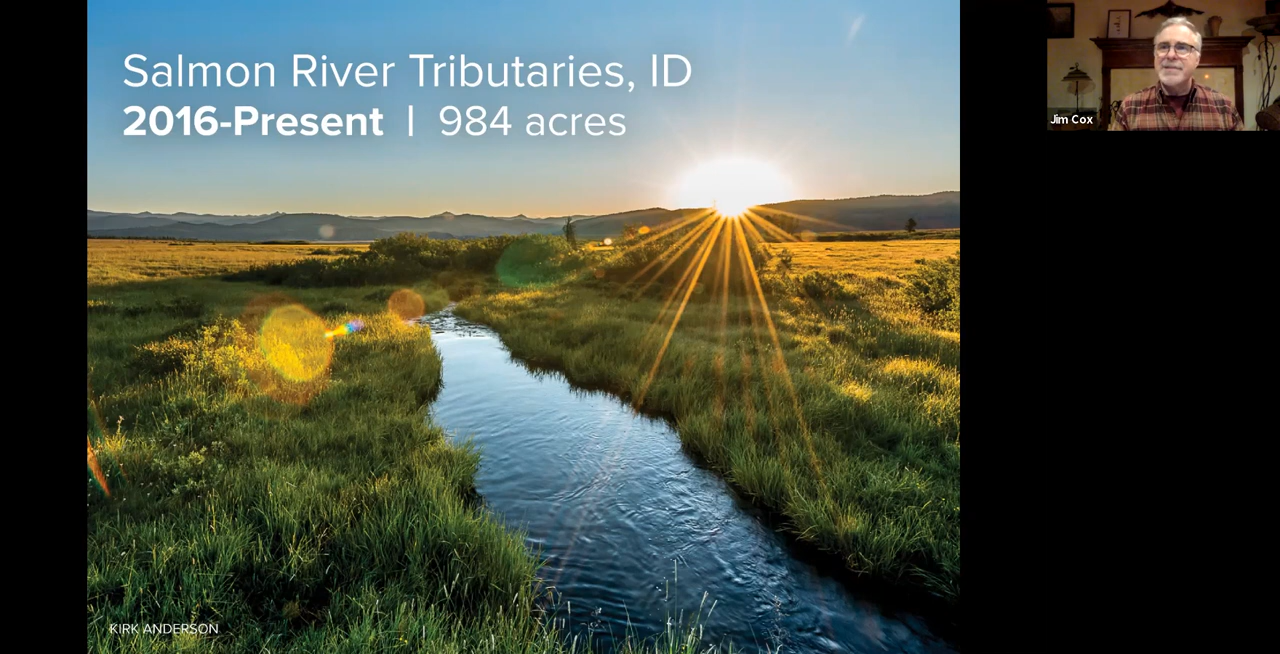 Salmon River Tributaries, ID
2016-Present | 984 acres
Jim Cox
KIRK ANDERSON